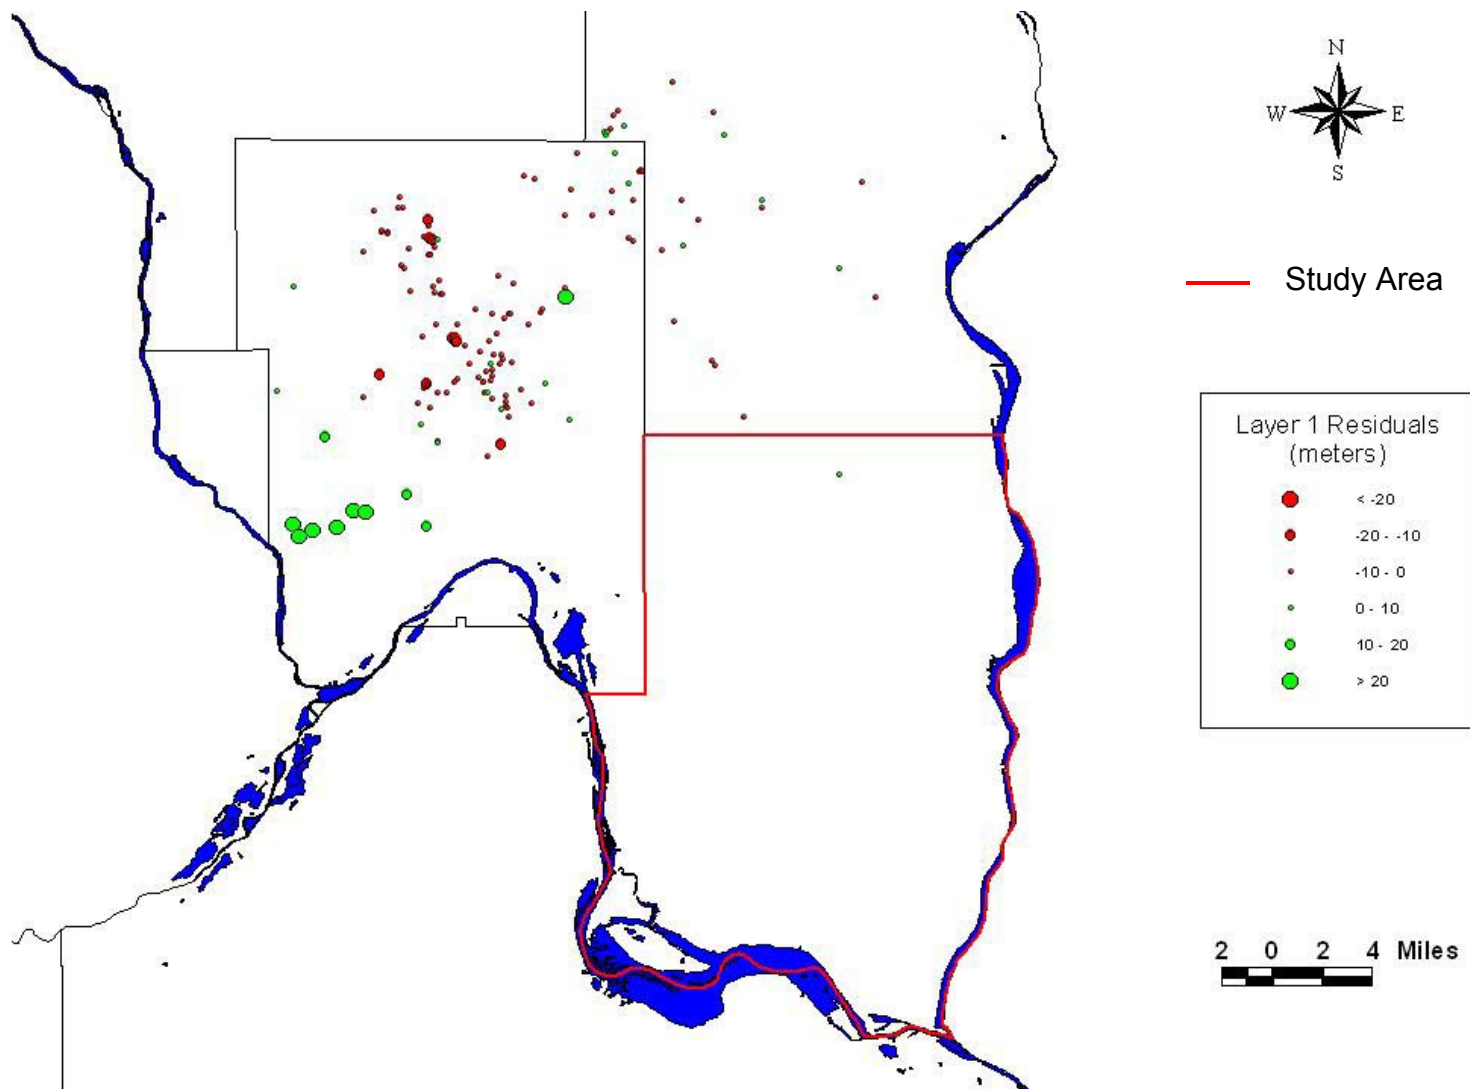 N
W E
S
Study Area
Layer 1 Residuals
(meters)
< -20
-20 - -10
-10 - 0
0 - 10
10 - 20
> 20
2 0 2 4 Miles